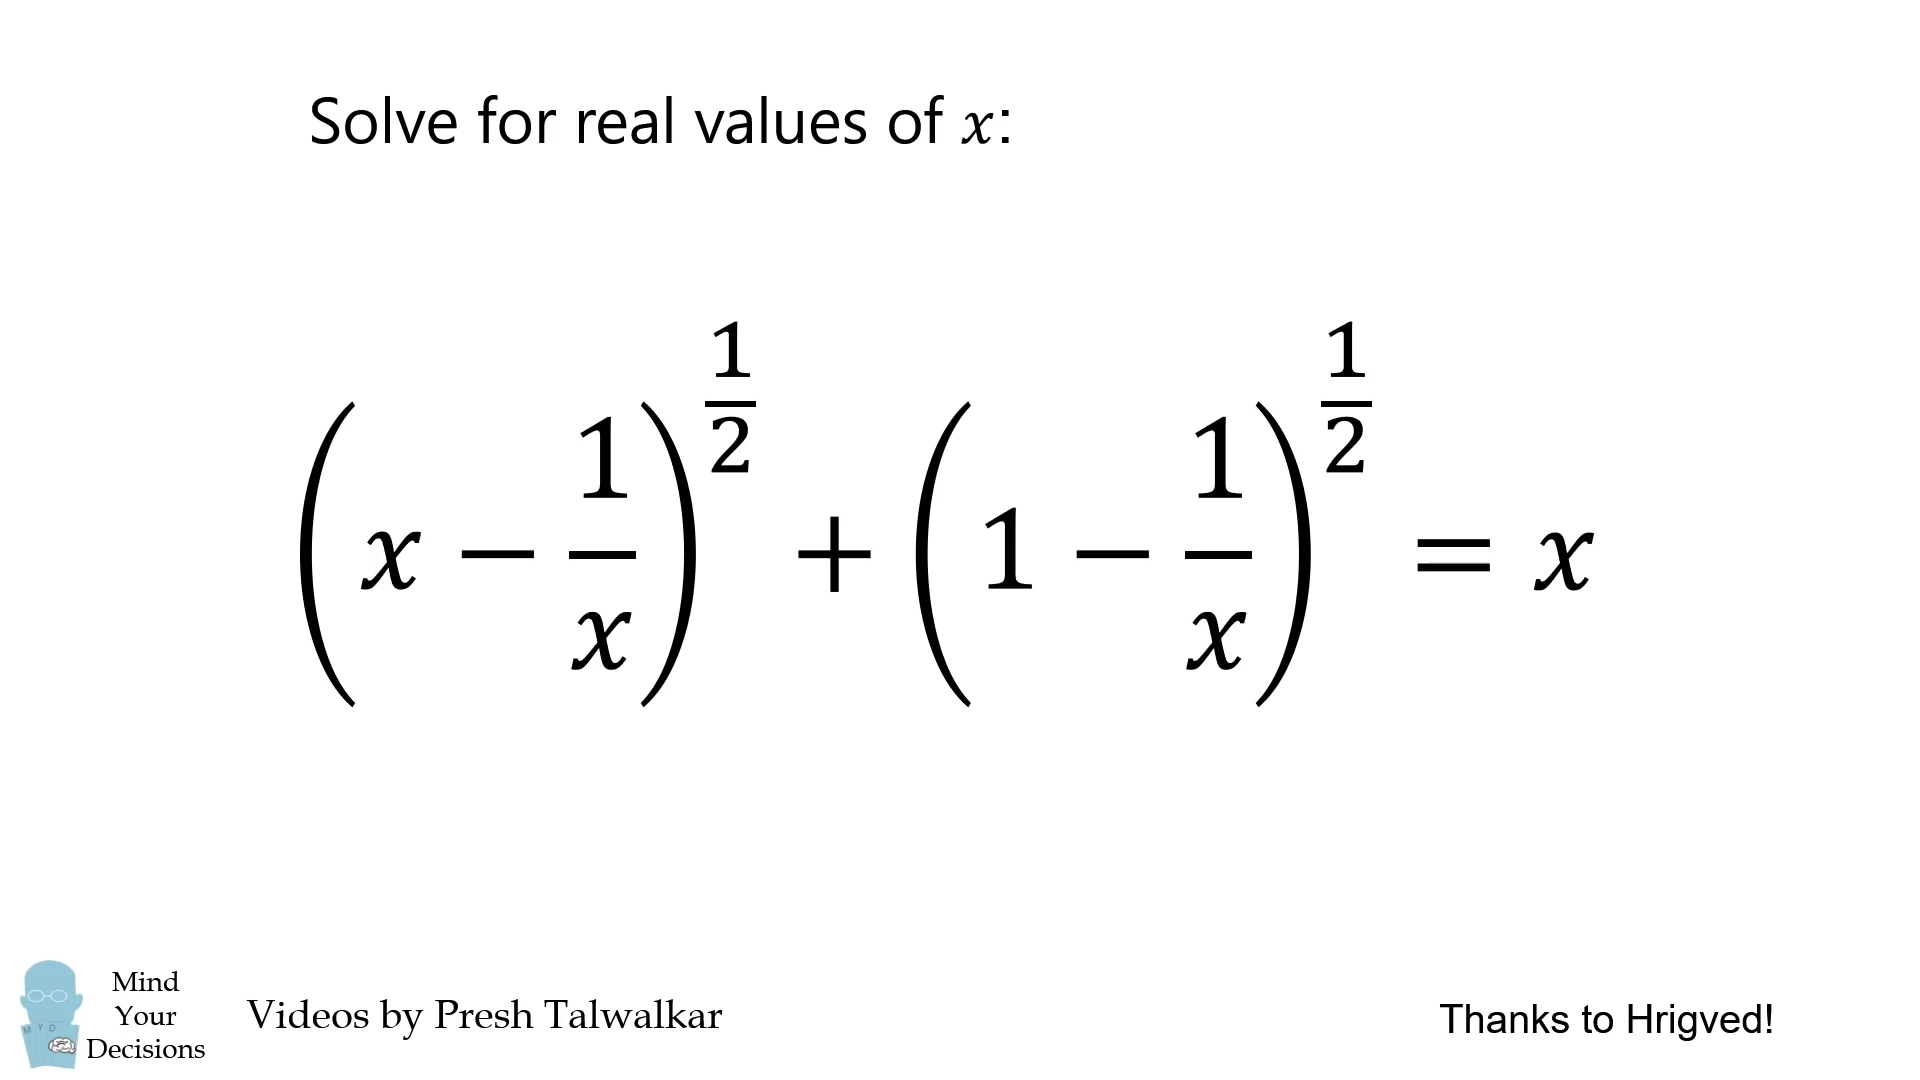 Solve for real values of x:
(x − 1/x)^(1/2) + (1 − 1/x)^(1/2) = x
Mind
Your
Decisions
M Y D
Videos by Presh Talwalkar
Thanks to Hrigved!